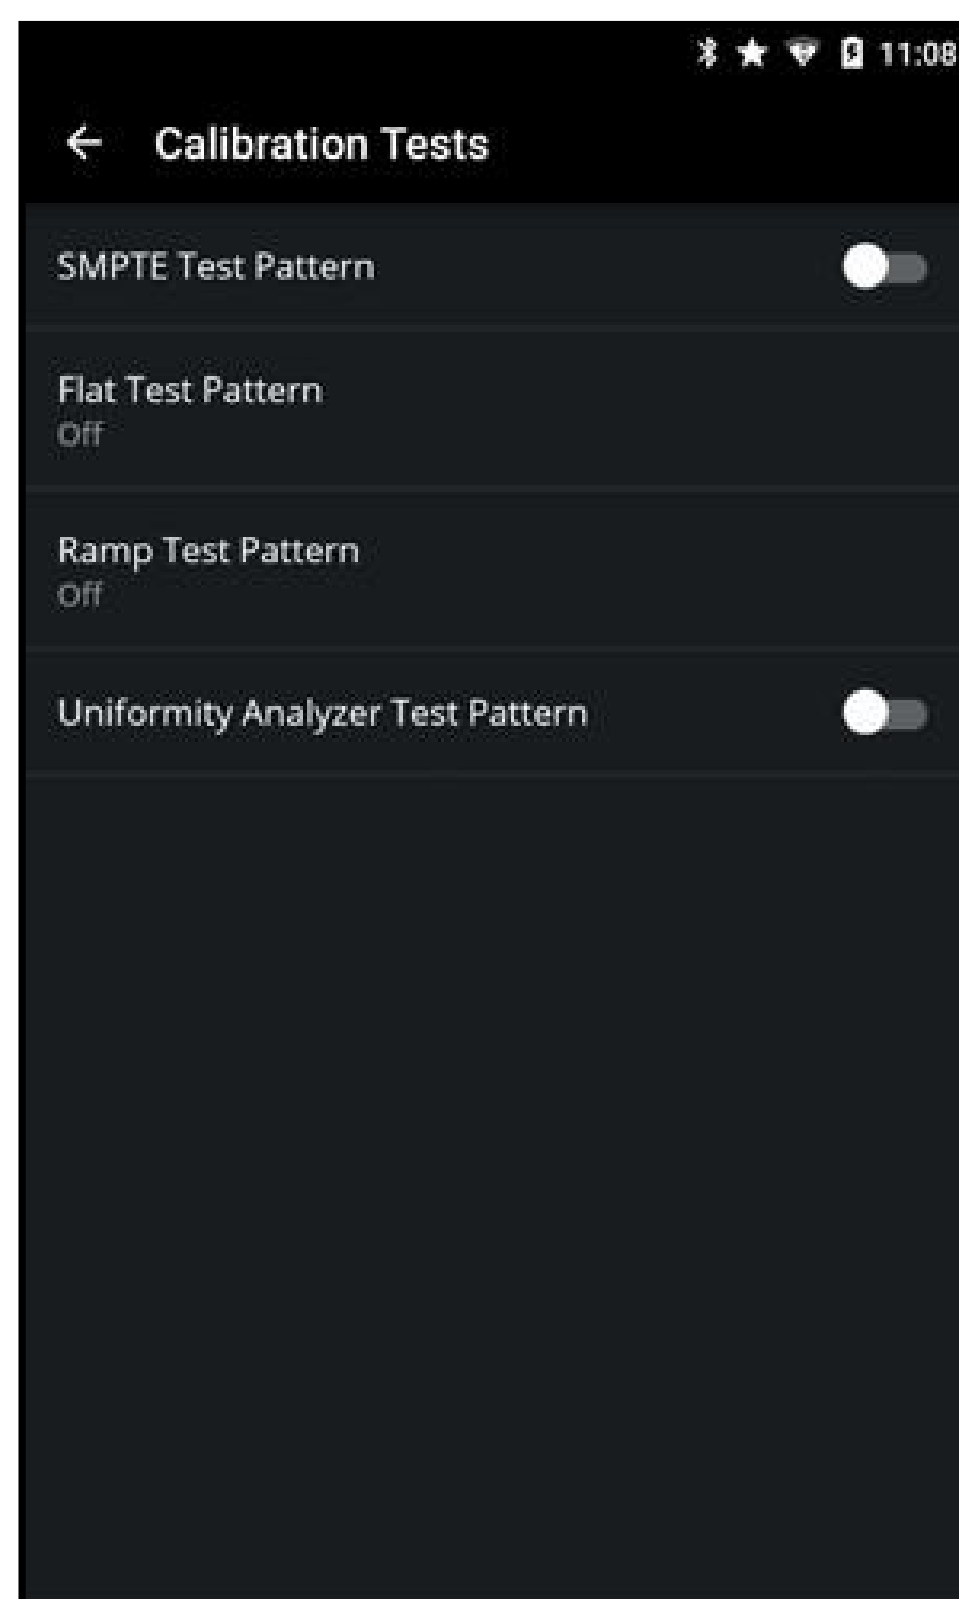 11:08
Calibration Tests
SMPTE Test Pattern
Flat Test Pattern
Off
Ramp Test Pattern
Off
Uniformity Analyzer Test Pattern